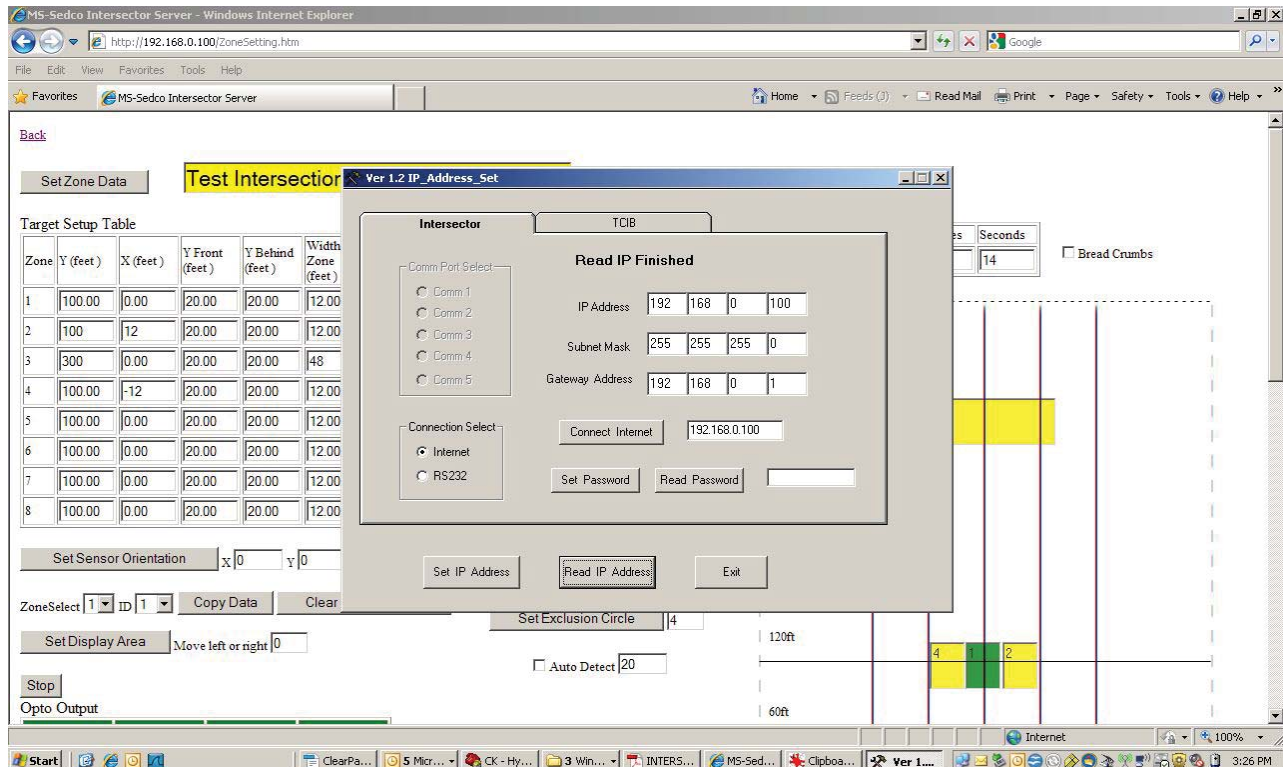 MS-Sedco Intersector Server - Windows Internet Explorer
http://192.168.0.100/ZoneSetting.htm
Google
File Edit View Favorites Tools Help
Favorites MS-Sedco Intersector Server
Home Feeds (J) Read Mail Print Page Safety Tools Help
Back
Set Zone Data
Test Intersection
Target Setup Table
Zone Y (feet) X (feet) Y Front (feet) Y Behind (feet) Width Zone (feet)
1 100.00 0.00 20.00 20.00 12.00
2 100 12 20.00 20.00 12.00
3 300 0.00 20.00 20.00 48
4 100.00 -12 20.00 20.00 12.00
5 100.00 0.00 20.00 20.00 12.00
6 100.00 0.00 20.00 20.00 12.00
7 100.00 0.00 20.00 20.00 12.00
8 100.00 0.00 20.00 20.00 12.00
Set Sensor Orientation X 0 Y 0
ZoneSelect 1 ID 1 Copy Data Clear
Set Display Area Move left or right 0
Stop
Opto Output
Set Exclusion Circle 4
Auto Detect 20
Seconds
14
Bread Crumbs
120ft
4 1 2
60ft
Ver 1.2 IP_Address_Set
Intersector TCIB
Comm Port Select
Comm 1
Comm 2
Comm 3
Comm 4
Comm 5
Connection Select
Internet
RS232
Read IP Finished
IP Address 192 168 0 100
Subnet Mask 255 255 255 0
Gateway Address 192 168 0 1
Connect Internet 192.168.0.100
Set Password Read Password
Set IP Address Read IP Address Exit
Internet 100%
Start ClearPa... 5 Micr... CK - Hy... 3 Win... INTERS... MS-Sed... Clipboa... Ver 1.... 3:26 PM